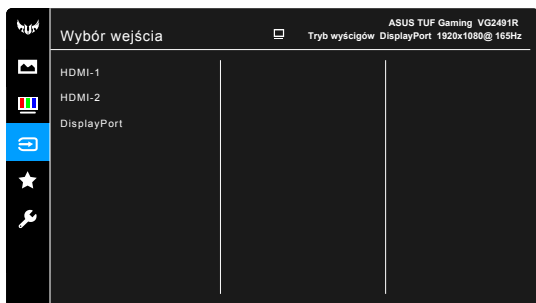 ASUS TUF Gaming VG2491R
Wybór wejścia
Tryb wyścigów DisplayPort 1920x1080@ 165Hz
HDMI-1
HDMI-2
DisplayPort